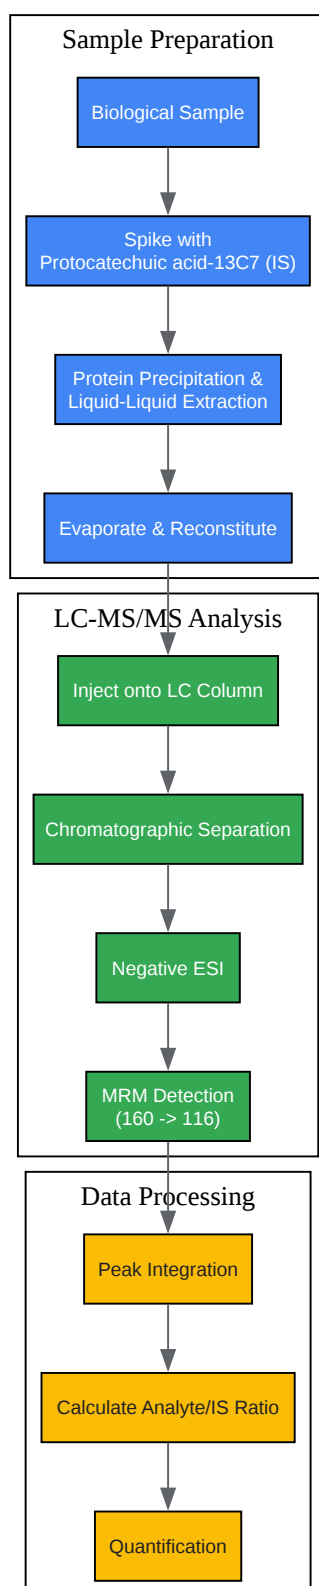 Sample Preparation
Biological Sample
Spike with
Protocatechuic acid-13C7 (IS)
Protein Precipitation &
Liquid-Liquid Extraction
Evaporate & Reconstitute
LC-MS/MS Analysis
Inject onto LC Column
Chromatographic Separation
Negative ESI
MRM Detection
(160 -> 116)
Data Processing
Peak Integration
Calculate Analyte/IS Ratio
Quantification